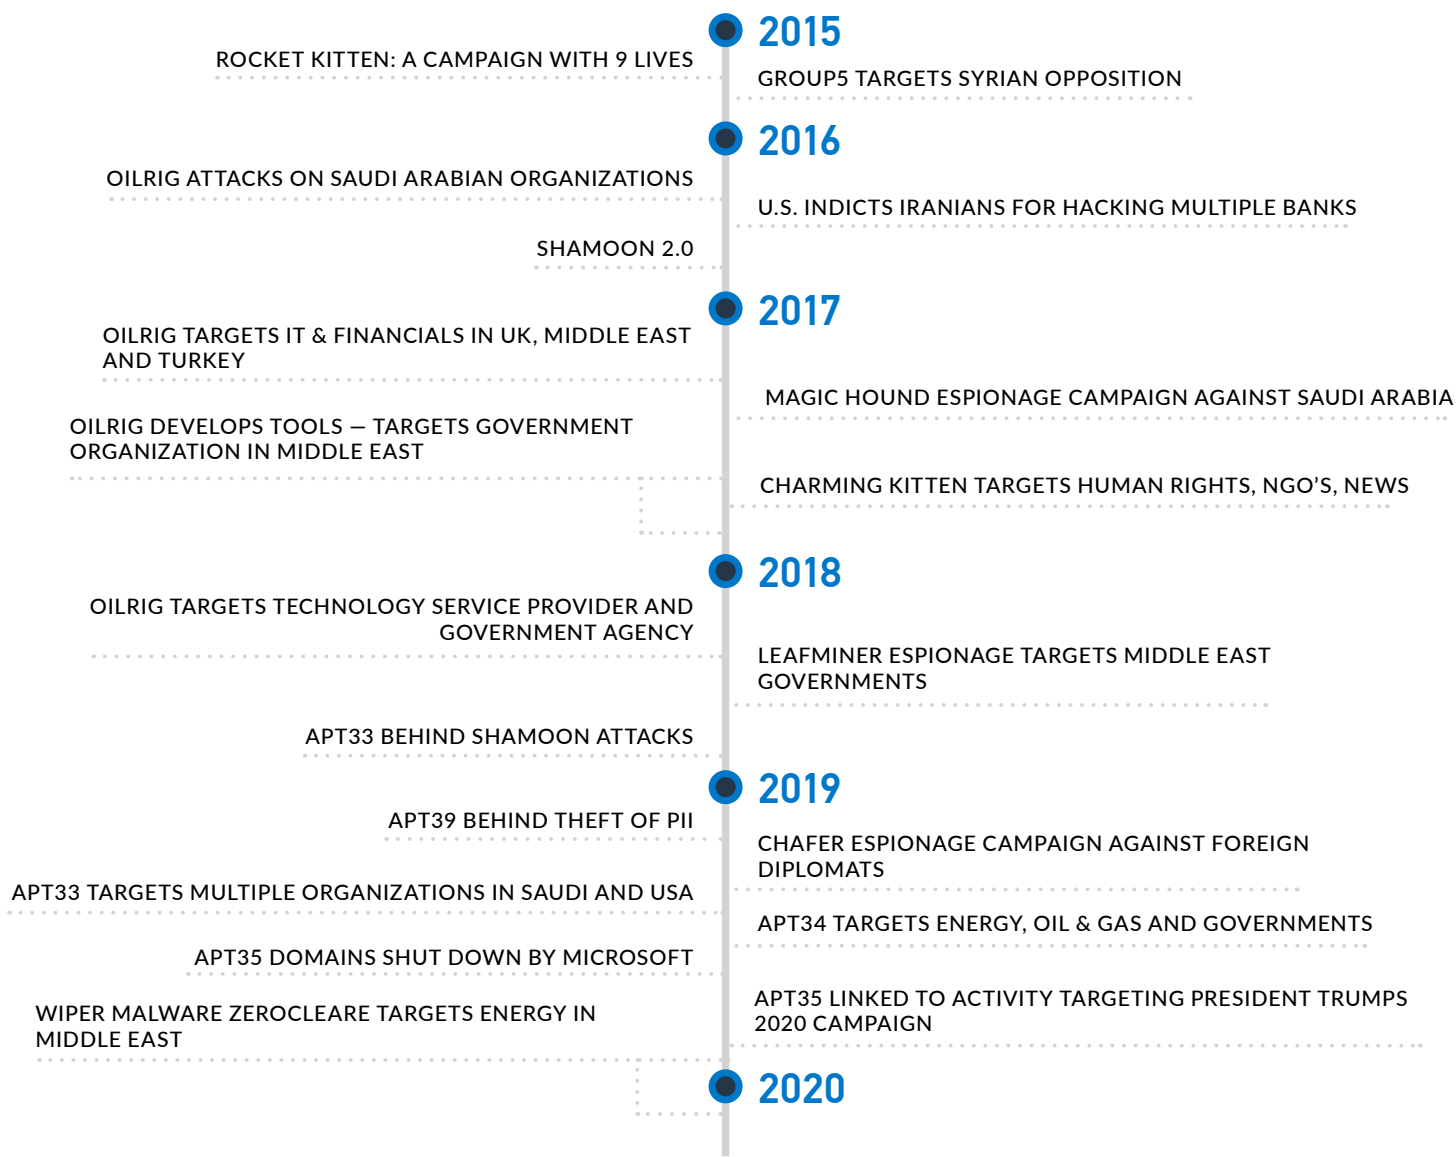 2015
ROCKET KITTEN: A CAMPAIGN WITH 9 LIVES
GROUP5 TARGETS SYRIAN OPPOSITION
2016
OILRIG ATTACKS ON SAUDI ARABIAN ORGANIZATIONS
U.S. INDICTS IRANIANS FOR HACKING MULTIPLE BANKS
SHAMOON 2.0
2017
OILRIG TARGETS IT & FINANCIALS IN UK, MIDDLE EAST
AND TURKEY
MAGIC HOUND ESPIONAGE CAMPAIGN AGAINST SAUDI ARABIA
OILRIG DEVELOPS TOOLS — TARGETS GOVERNMENT
ORGANIZATION IN MIDDLE EAST
CHARMING KITTEN TARGETS HUMAN RIGHTS, NGO’S, NEWS
2018
OILRIG TARGETS TECHNOLOGY SERVICE PROVIDER AND
GOVERNMENT AGENCY
LEAFMINER ESPIONAGE TARGETS MIDDLE EAST
GOVERNMENTS
APT33 BEHIND SHAMOON ATTACKS
2019
APT39 BEHIND THEFT OF PII
CHAFER ESPIONAGE CAMPAIGN AGAINST FOREIGN
DIPLOMATS
APT33 TARGETS MULTIPLE ORGANIZATIONS IN SAUDI AND USA
APT34 TARGETS ENERGY, OIL & GAS AND GOVERNMENTS
APT35 DOMAINS SHUT DOWN BY MICROSOFT
APT35 LINKED TO ACTIVITY TARGETING PRESIDENT TRUMPS
2020 CAMPAIGN
WIPER MALWARE ZEROCLEARE TARGETS ENERGY IN
MIDDLE EAST
2020